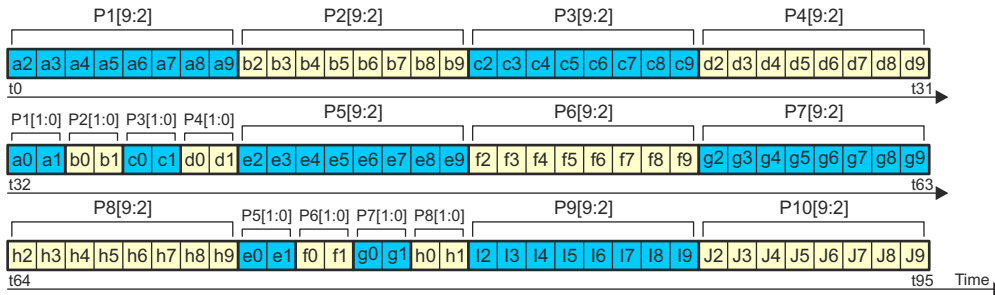 P1[9:2] P2[9:2] P3[9:2] P4[9:2]
a2 a3 a4 a5 a6 a7 a8 a9 b2 b3 b4 b5 b6 b7 b8 b9 c2 c3 c4 c5 c6 c7 c8 c9 d2 d3 d4 d5 d6 d7 d8 d9
t0 t31
P1[1:0] P2[1:0] P3[1:0] P4[1:0] P5[9:2] P6[9:2] P7[9:2]
a0 a1 b0 b1 c0 c1 d0 d1 e2 e3 e4 e5 e6 e7 e8 e9 f2 f3 f4 f5 f6 f7 f8 f9 g2 g3 g4 g5 g6 g7 g8 g9
t32 t63
P8[9:2] P5[1:0] P6[1:0] P7[1:0] P8[1:0] P9[9:2] P10[9:2]
h2 h3 h4 h5 h6 h7 h8 h9 e0 e1 f0 f1 g0 g1 h0 h1 I2 I3 I4 I5 I6 I7 I8 I9 J2 J3 J4 J5 J6 J7 J8 J9
t64 t95 Time